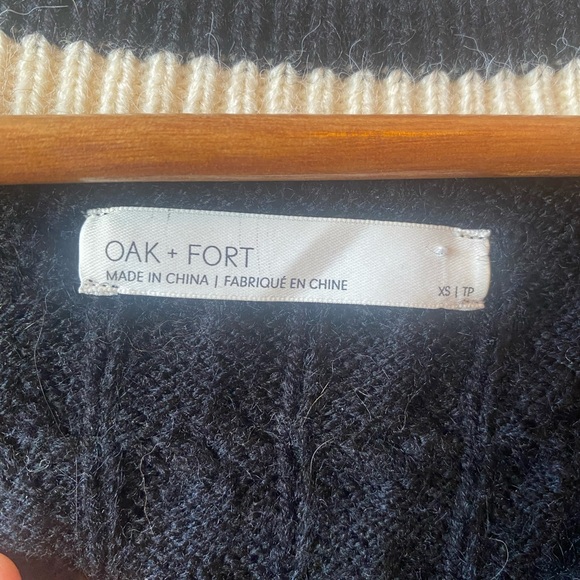 OAK + FORT
MADE IN CHINA | FABRIQUÉ EN CHINE
XS | TP